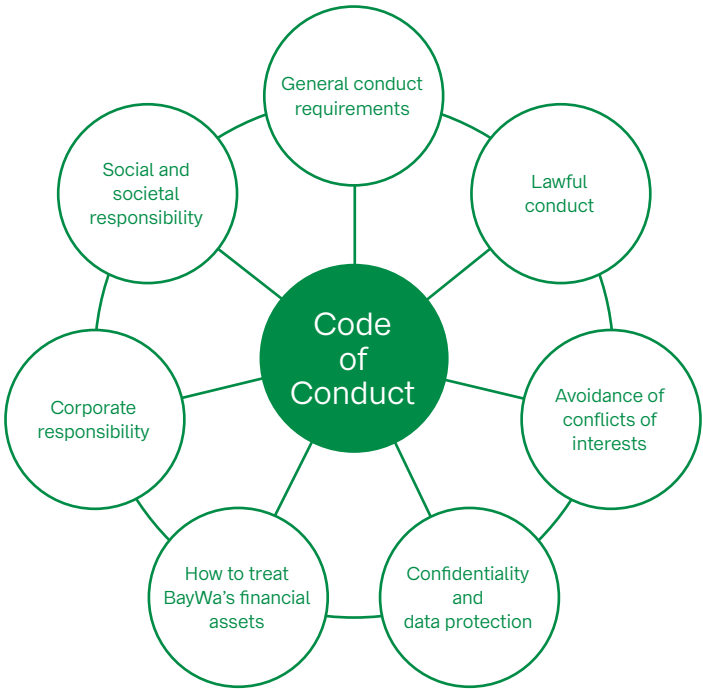 General conduct
requirements
Lawful
conduct
Avoidance of
conflicts of
interests
Confidentiality
and
data protection
How to treat
BayWa's financial
assets
Corporate
responsibility
Social and
societal
responsibility
Code
of
Conduct